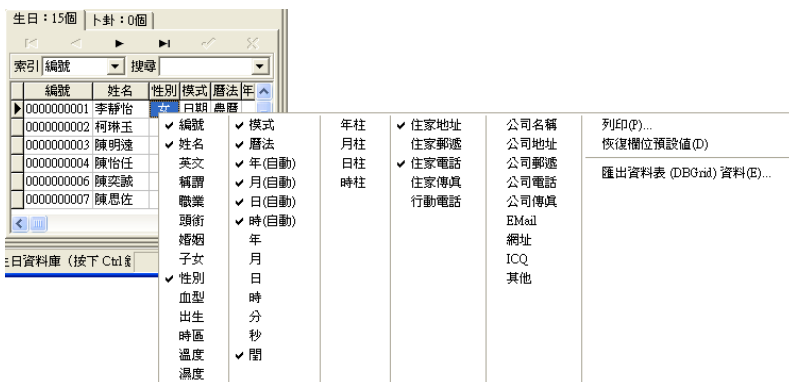 生日：15個 卜卦：0個
索引 編號 搜尋
編號 姓名 性別 模式 曆法 年
0000000001 李靜怡 女 日期 農曆
0000000002 柯琳玉
0000000003 陳明遠
0000000004 陳怡任
0000000006 陳奕誠
0000000007 陳思佐
生日資料庫（按下 Ctrl
編號
姓名
英文
稱謂
職業
頭銜
婚姻
子女
性別
血型
出生
時區
溫度
濕度
模式
曆法
年(自動)
月(自動)
日(自動)
時(自動)
年
月
日
時
分
秒
閏
年柱
月柱
日柱
時柱
住家地址
住家郵遞
住家電話
住家傳眞
行動電話
公司名稱
公司地址
公司郵遞
公司電話
公司傳眞
EMail
網址
ICQ
其他
列印(P)...
恢復欄位預設値(D)
匯出資料表 (DBGrid) 資料(E)...